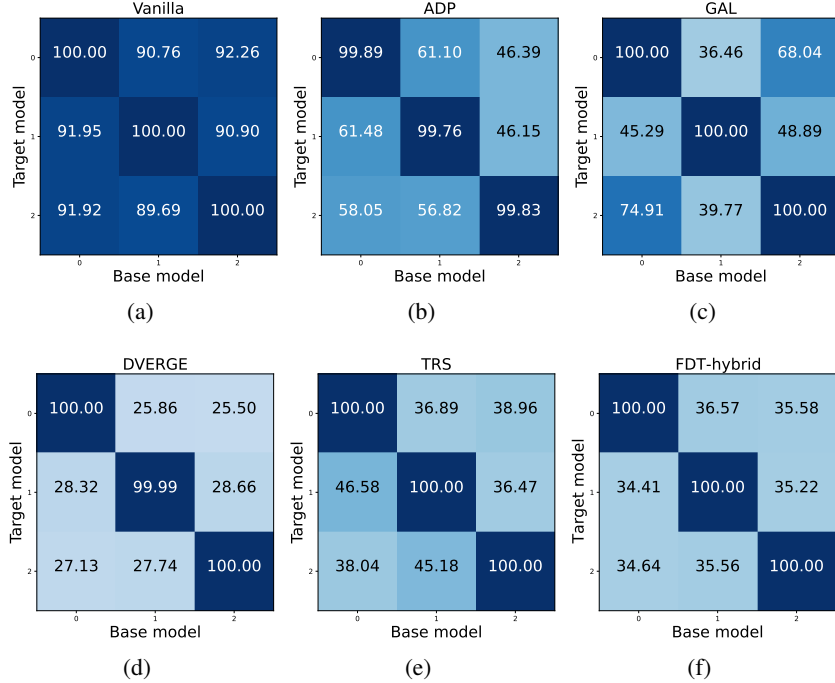 Vanilla
Target model
0
100.00 90.76 92.26
1
91.95 100.00 90.90
2
91.92 89.69 100.00
0 1 2
Base model
(a)
ADP
Target model
0
99.89 61.10 46.39
1
61.48 99.76 46.15
2
58.05 56.82 99.83
0 1 2
Base model
(b)
GAL
Target model
0
100.00 36.46 68.04
1
45.29 100.00 48.89
2
74.91 39.77 100.00
0 1 2
Base model
(c)
DVERGE
Target model
0
100.00 25.86 25.50
1
28.32 99.99 28.66
2
27.13 27.74 100.00
0 1 2
Base model
(d)
TRS
Target model
0
100.00 36.89 38.96
1
46.58 100.00 36.47
2
38.04 45.18 100.00
0 1 2
Base model
(e)
FDT-hybrid
Target model
0
100.00 36.57 35.58
1
34.41 100.00 35.22
2
34.64 35.56 100.00
0 1 2
Base model
(f)